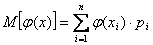 M[φ(x)] = ∑_{i=1}^{n} φ(x_i) · p_i